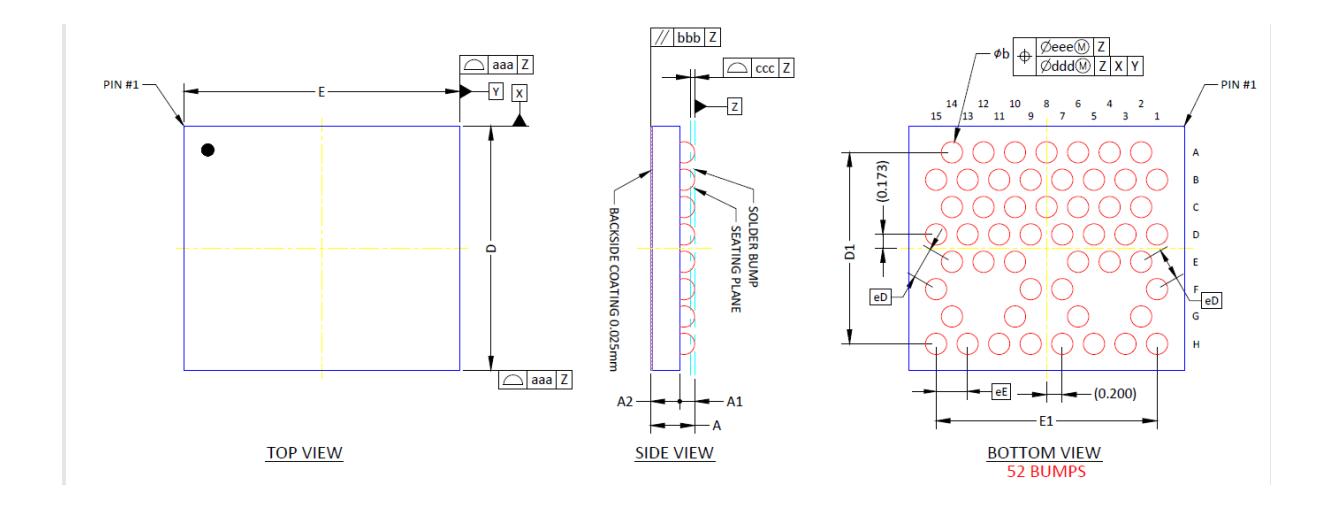 PIN #1
E
aaa Z
Y X
D
aaa Z
TOP VIEW
// bbb Z
ccc Z
Z
BACKSIDE COATING 0.025mm
SOLDER BUMP
SEATING PLANE
A2 A1
A
SIDE VIEW
Øb
Øeee Ⓜ Z
Øddd Ⓜ Z X Y
PIN #1
14 12 10 8 6 4 2
15 13 11 9 7 5 3 1
A
B
C
D
E
F
G
H
(0.173)
D1
eD
eD
eE
(0.200)
E1
BOTTOM VIEW
52 BUMPS